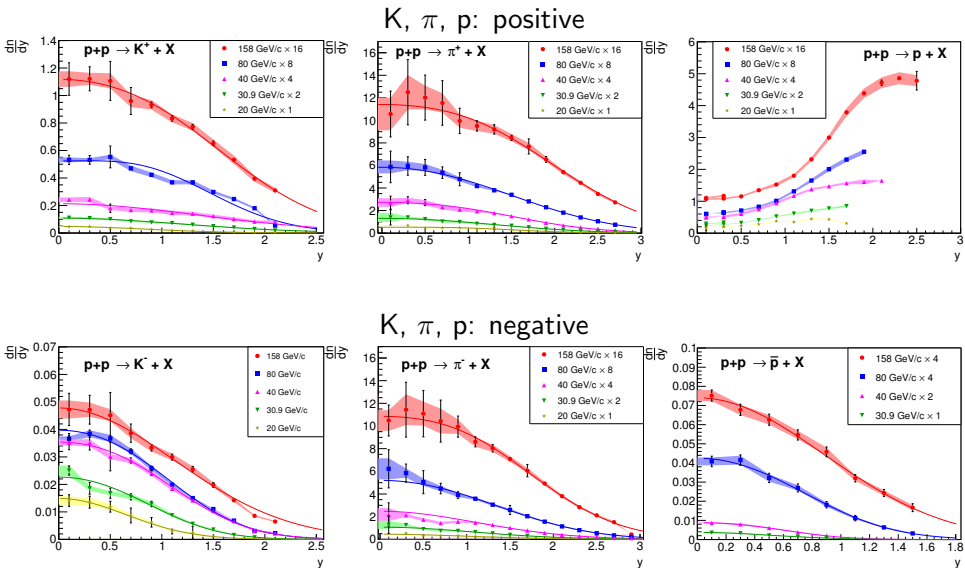 K, π, p: positive
dn/dy
p+p → K⁺ + X
158 GeV/c × 16
80 GeV/c × 8
40 GeV/c × 4
30.9 GeV/c × 2
20 GeV/c × 1
1.4
1.2
1
0.8
0.6
0.4
0.2
0
0 0.5 1 1.5 2 2.5
y
dn/dy
p+p → π⁺ + X
158 GeV/c × 16
80 GeV/c × 8
40 GeV/c × 4
30.9 GeV/c × 2
20 GeV/c × 1
16
14
12
10
8
6
4
2
0
0 0.5 1 1.5 2 2.5 3
y
dn/dy
p+p → p + X
158 GeV/c × 16
80 GeV/c × 8
40 GeV/c × 4
30.9 GeV/c × 2
20 GeV/c × 1
6
5
4
3
2
1
0
0 0.5 1 1.5 2 2.5 3 3.5 4
y
K, π, p: negative
dn/dy
p+p → K⁻ + X
158 GeV/c
80 GeV/c
40 GeV/c
30.9 GeV/c
20 GeV/c
0.07
0.06
0.05
0.04
0.03
0.02
0.01
0
0 0.5 1 1.5 2 2.5
y
dn/dy
p+p → π⁻ + X
158 GeV/c × 16
80 GeV/c × 8
40 GeV/c × 4
30.9 GeV/c × 2
20 GeV/c × 1
16
14
12
10
8
6
4
2
0
0 0.5 1 1.5 2 2.5 3
y
dn/dy
p+p → p̅ + X
158 GeV/c × 4
80 GeV/c × 4
40 GeV/c × 2
30.9 GeV/c × 1
0.1
0.09
0.08
0.07
0.06
0.05
0.04
0.03
0.02
0.01
0
0 0.2 0.4 0.6 0.8 1 1.2 1.4 1.6 1.8
y